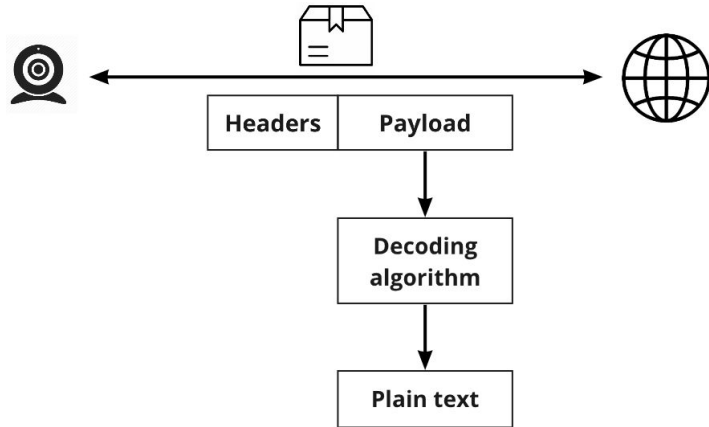 Headers
Payload
Decoding
algorithm
Plain text